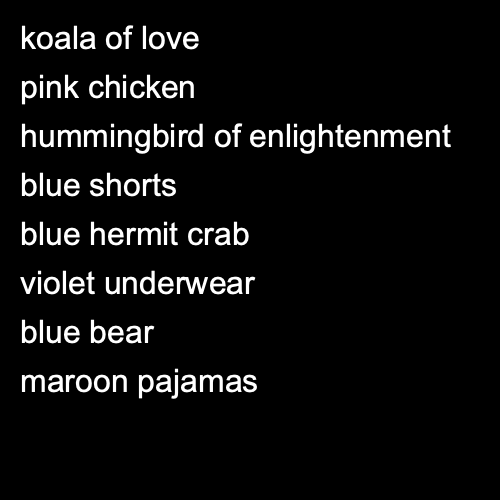 koala of love
pink chicken
hummingbird of enlightenment
blue shorts
blue hermit crab
violet underwear
blue bear
maroon pajamas